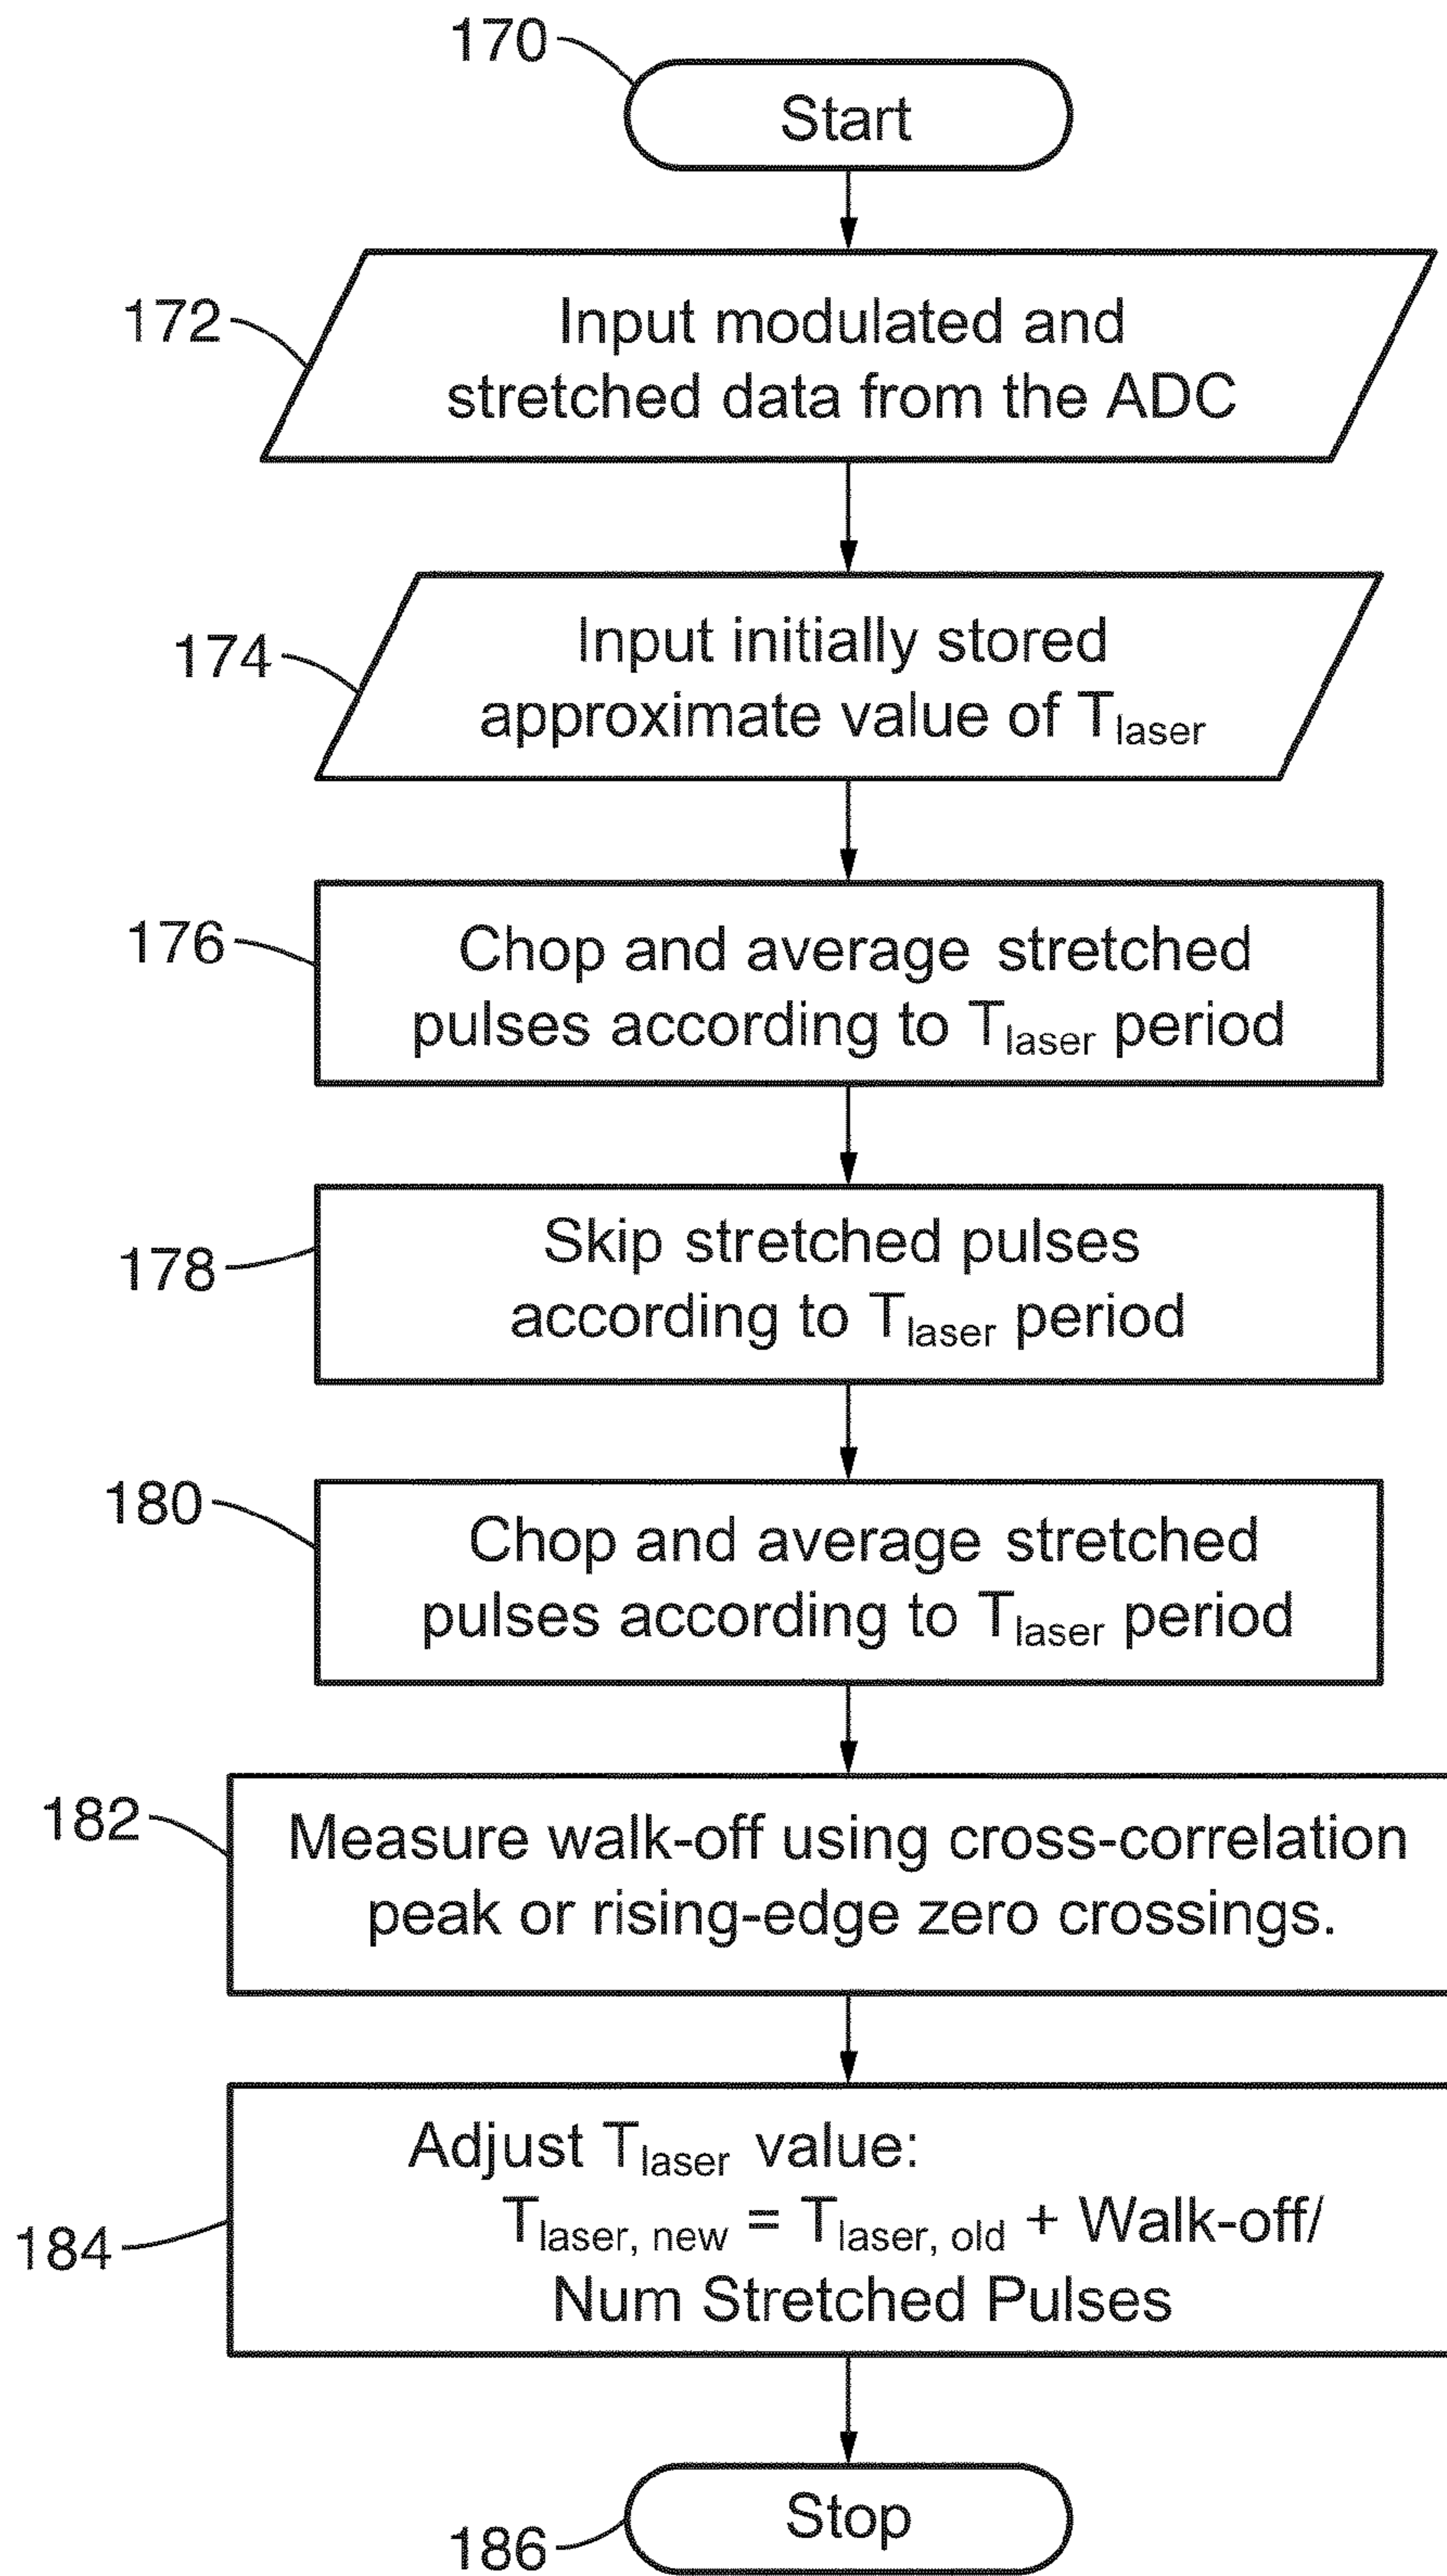 170
Start
172
Input modulated and
stretched data from the ADC
174
Input initially stored
approximate value of Tlaser
176
Chop and average stretched
pulses according to Tlaser period
178
Skip stretched pulses
according to Tlaser period
180
Chop and average stretched
pulses according to Tlaser period
182
Measure walk-off using cross-correlation
peak or rising-edge zero crossings.
184
Adjust Tlaser value:
Tlaser, new = Tlaser, old + Walk-off/
Num Stretched Pulses
Stop
186